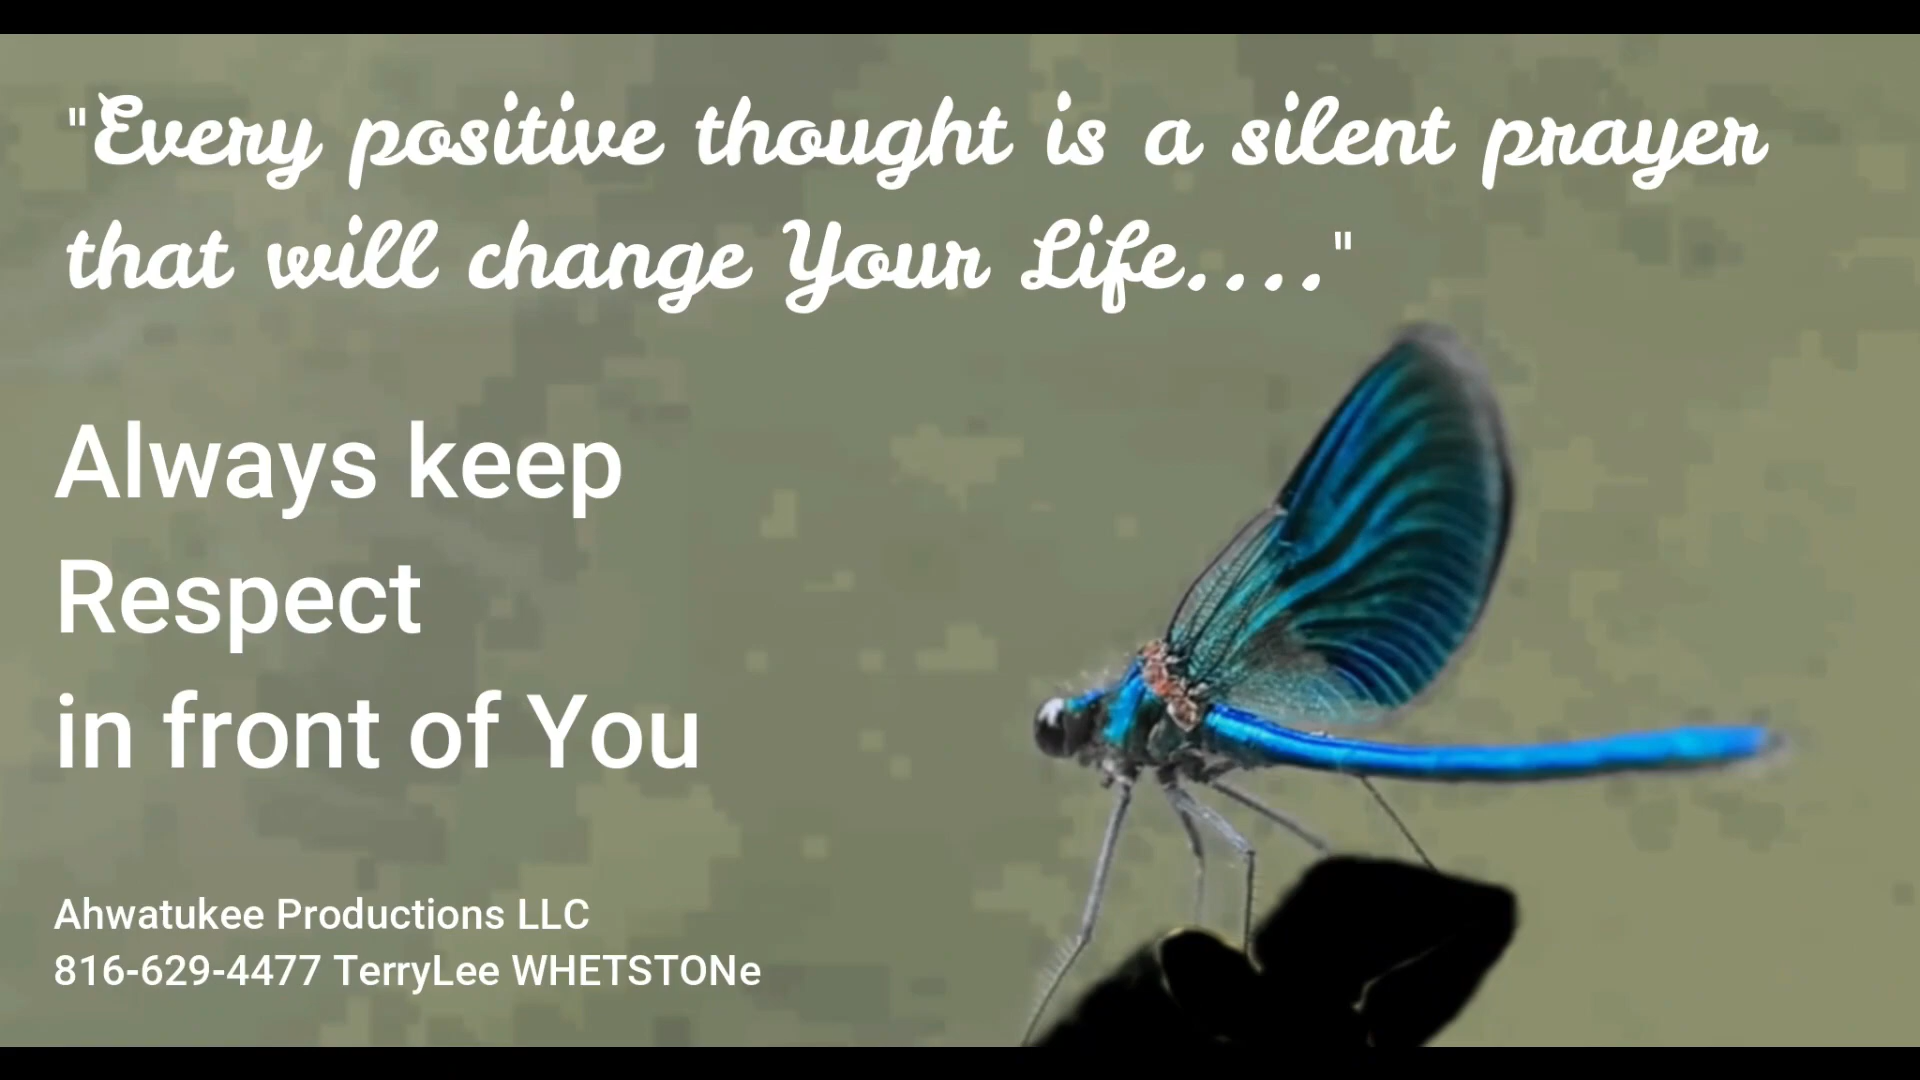 "Every positive thought is a silent prayer
that will change Your Life...."
Always keep
Respect
in front of You
Ahwatukee Productions LLC
816-629-4477 TerryLee WHETSTONe